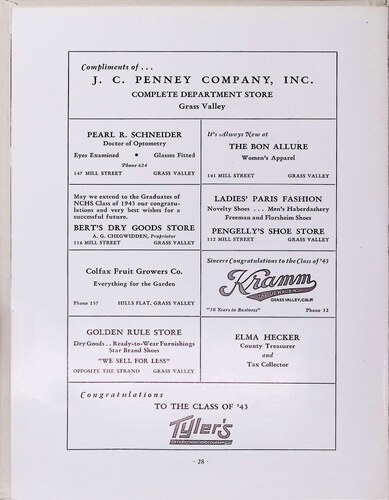 Compliments of . . .
J. C. PENNEY COMPANY, INC.
COMPLETE DEPARTMENT STORE
Grass Valley
PEARL R. SCHNEIDER
Doctor of Optometry
Eyes Examined • Glasses Fitted
Phone 624
147 MILL STREET GRASS VALLEY
It's Always New at
THE BON ALLURE
Women's Apparel
141 MILL STREET GRASS VALLEY
May we extend to the Graduates of
NCHS Class of 1943 our congratu-
lations and very best wishes for a
successful future.
BERT'S DRY GOODS STORE
A. G. CHEGWIDDEN, Proprietor
116 MILL STREET GRASS VALLEY
LADIES' PARIS FASHION
Novelty Shoes . . . Men's Haberdashery
Freeman and Florsheim Shoes
PENGELLY'S SHOE STORE
112 MILL STREET GRASS VALLEY
Colfax Fruit Growers Co.
Everything for the Garden
Phone 157 HILLS FLAT, GRASS VALLEY
Sincere Congratulations to the Class of '43
Kramm
GRASS VALLEY, CALIF.
"10 Years in Business" Phone 32
GOLDEN RULE STORE
Dry Goods . . Ready-to-Wear Furnishings
Star Brand Shoes
"WE SELL FOR LESS"
OPPOSITE THE STRAND GRASS VALLEY
ELMA HECKER
County Treasurer
and
Tax Collector
Congratulations
TO THE CLASS OF '43
Tyler's
· 28 ·